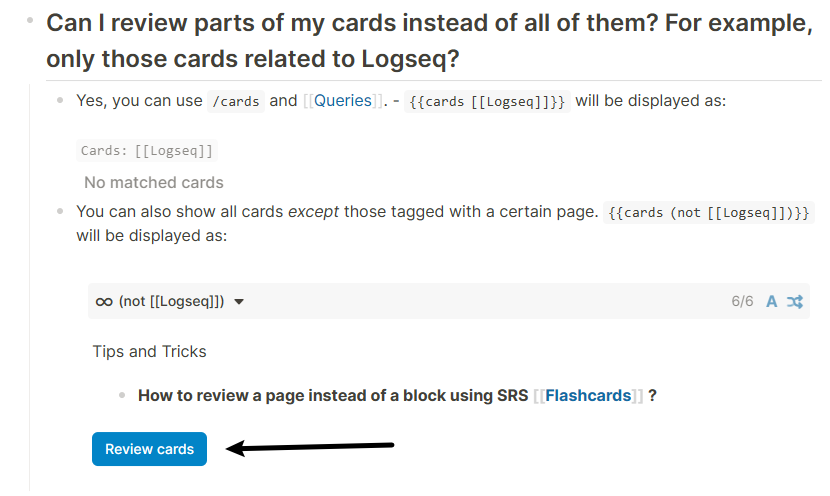 Can I review parts of my cards instead of all of them? For example,
only those cards related to Logseq?
Yes, you can use /cards and [[Queries]]. - {{cards [[Logseq]]}} will be displayed as:
Cards: [[Logseq]]
No matched cards
You can also show all cards except those tagged with a certain page. {{cards (not [[Logseq]])}}
will be displayed as:
∞ (not [[Logseq]]) 6/6 A
Tips and Tricks
How to review a page instead of a block using SRS [[Flashcards]] ?
Review cards